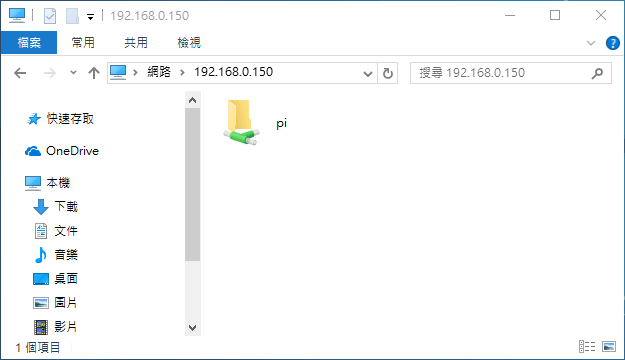 192.168.0.150
檔案 常用 共用 檢視
網路 192.168.0.150 搜尋 192.168.0.150
快速存取
OneDrive
本機
下載
文件
音樂
桌面
圖片
影片
pi
1 個項目